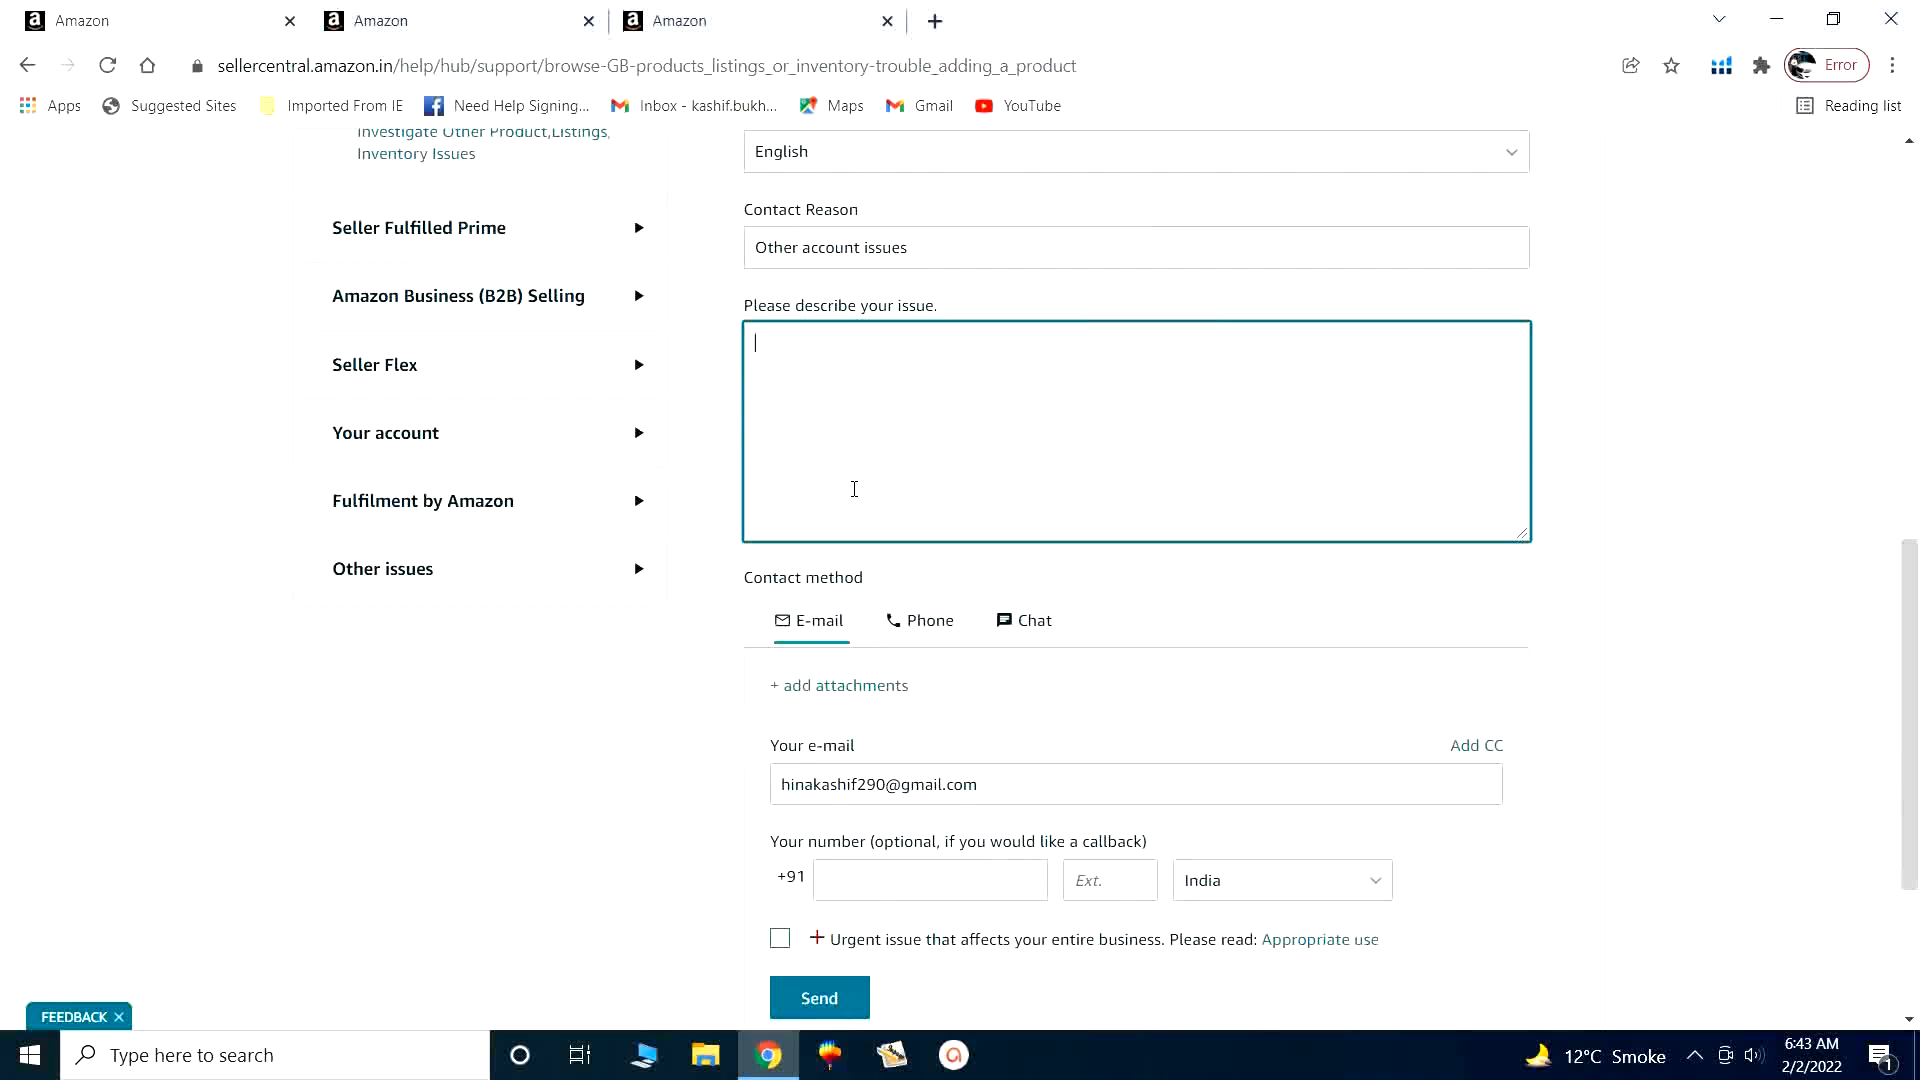 Amazon
Amazon
Amazon
sellercentral.amazon.in/help/hub/support/browse-GB-products_listings_or_inventory-trouble_adding_a_product
Error
Apps
Suggested Sites
Imported From IE
Need Help Signing...
Inbox - kashif.bukh...
Maps
Gmail
YouTube
Reading list
Investigate Other Product,Listings,
Inventory Issues
Seller Fulfilled Prime
Amazon Business (B2B) Selling
Seller Flex
Your account
Fulfilment by Amazon
Other issues
English
Contact Reason
Other account issues
Please describe your issue.
Contact method
E-mail
Phone
Chat
+ add attachments
Your e-mail
Add CC
hinakashif290@gmail.com
Your number (optional, if you would like a callback)
+91
Ext.
India
Urgent issue that affects your entire business. Please read: Appropriate use
Send
FEEDBACK
Type here to search
12°C Smoke
6:43 AM
2/2/2022
1